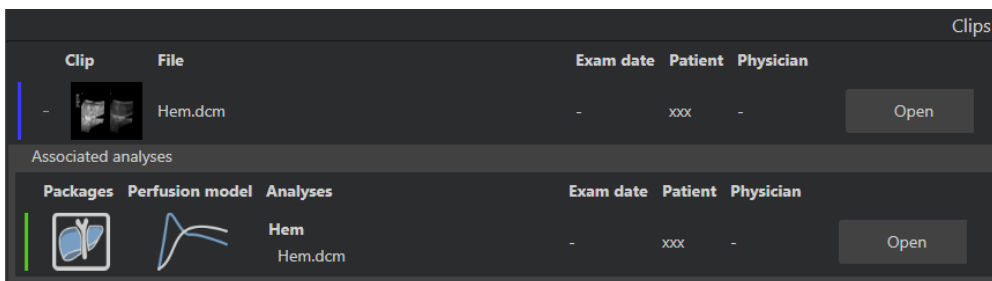 Clips
Clip File Exam date Patient Physician
- Hem.dcm - xxx - Open
Associated analyses
Packages Perfusion model Analyses Exam date Patient Physician
Hem
Hem.dcm - xxx - Open